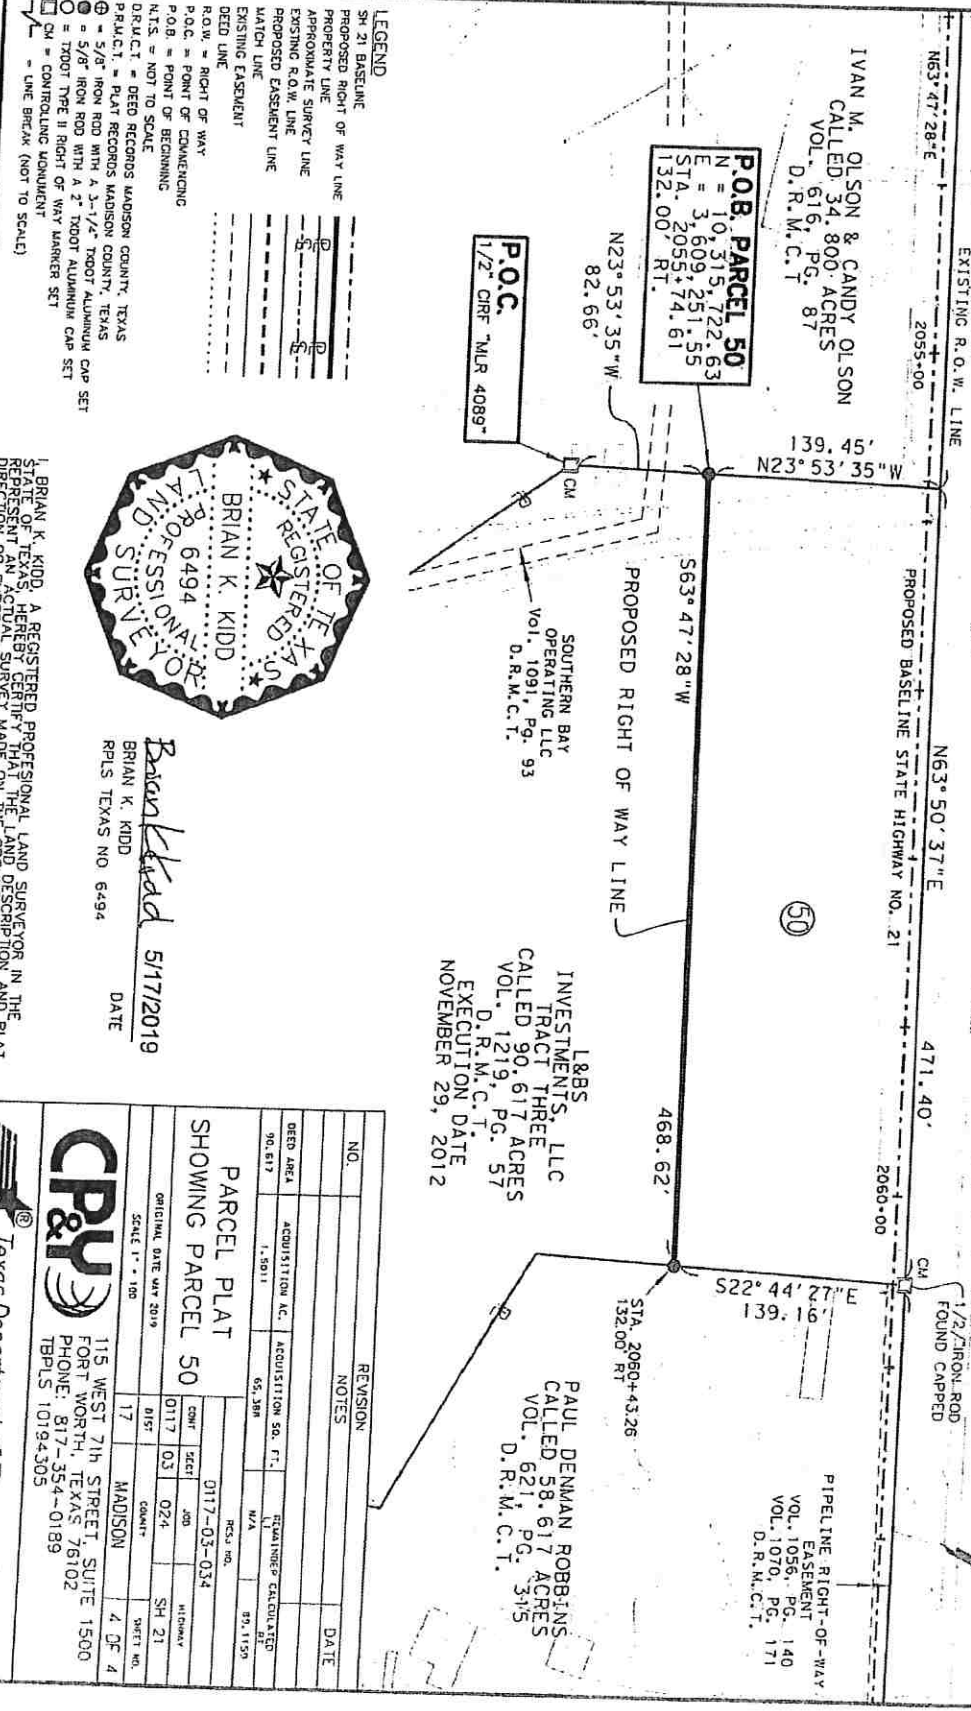 EXISTING R.O.W. LINE
N63°47'28"E
2055+00
N63°50'37"E
471.40'
2060+00
CM
1/2" IRON ROD
FOUND CAPPED
PROPOSED BASELINE STATE HIGHWAY NO. 21
IVAN M. OLSON & CANDY OLSON
CALLED 34.800 ACRES
VOL. 616, PG. 87
D.R.M.C.T
139.45'
N23°53'35"W
50
S22°44'27"E
139.16'
PIPELINE RIGHT-OF-WAY
EASEMENT
VOL. 1056, PG. 140
VOL. 1070, PG. 171
D.R.M.C.T.
P.O.B. PARCEL 50
N = 10,315,722.63
E = 3,609,251.55
STA. 2055+74.61
132.00' RT.
S63°47'28"W
468.62'
STA. 2060+43.26
132.00' RT
N23°53'35"W
82.66'
PROPOSED RIGHT OF WAY LINE
PAUL DENMAN ROBBINS
CALLED 58.617 ACRES
VOL. 621, PG. 315
D.R.M.C.T.
P.O.C.
1/2" CIRF "MLR 4089"
CM
SOUTHERN BAY
OPERATING LLC
Vol. 1091, Pg. 93
D.R.M.C.T.
L&BS
INVESTMENTS, LLC
TRACT THREE
CALLED 90.617 ACRES
VOL. 1219, PG. 57
D.R.M.C.T.
EXECUTION DATE
NOVEMBER 29, 2012
LEGEND
SH 21 BASELINE
PROPOSED RIGHT OF WAY LINE
PROPERTY LINE
APPROXIMATE SURVEY LINE
EXISTING R.O.W. LINE
PROPOSED EASEMENT LINE
MATCH LINE
EXISTING EASEMENT
DEED LINE
R.O.W. = RIGHT OF WAY
P.O.C. = POINT OF COMMENCING
P.O.B. = POINT OF BEGINNING
N.T.S. = NOT TO SCALE
D.R.M.C.T. = DEED RECORDS MADISON COUNTY, TEXAS
P.R.M.C.T. = PLAT RECORDS MADISON COUNTY, TEXAS
= 5/8" IRON ROD WITH A 3-1/4" TXDOT ALUMINUM CAP SET
= 5/8" IRON ROD WITH A 2" TXDOT ALUMINUM CAP SET
= TXDOT TYPE II RIGHT OF WAY MARKER SET
CM = CONTROLLING MONUMENT
= LINE BREAK (NOT TO SCALE)
STATE OF TEXAS
REGISTERED
BRIAN K. KIDD
6494
PROFESSIONAL
LAND SURVEYOR
Brian K Kidd 5/17/2019
BRIAN K. KIDD DATE
RPLS TEXAS NO 6494
I, BRIAN K. KIDD, A REGISTERED PROFESIONAL LAND SURVEYOR IN THE
STATE OF TEXAS, HEREBY CERTIFY THAT THE LAND DESCRIPTION AND PLAT
REPRESENT AN ACTUAL SURVEY MADE ON THE
REVISION
NO. NOTES DATE
DEED AREA ACQUISITION AC. ACQUISITION SQ. FT. REMAINDER CALCULATED
90.617 1.5011 65,388 N/A 89.1159
PARCEL PLAT
SHOWING PARCEL 50
RCSJ NO.
0117-03-034
CONT SECT JOB HIGHWAY
0117 03 024 SH 21
ORIGINAL DATE MAY 2019
SCALE 1" = 100
DIST COUNTY SHEET NO.
17 MADISON 4 OF 4
CP&Y
115 WEST 7th STREET, SUITE 1500
FORT WORTH, TEXAS 76102
PHONE: 817-354-0189
TBPLS 10194305